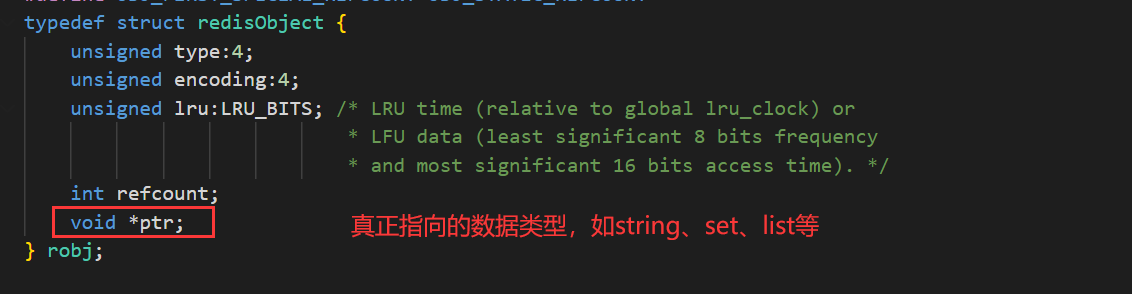 typedef struct redisObject {
unsigned type:4;
unsigned encoding:4;
unsigned lru:LRU_BITS; /* LRU time (relative to global lru_clock) or
* LFU data (least significant 8 bits frequency
* and most significant 16 bits access time). */
int refcount;
void *ptr; 真正指向的数据类型，如string、set、list等
} robj;